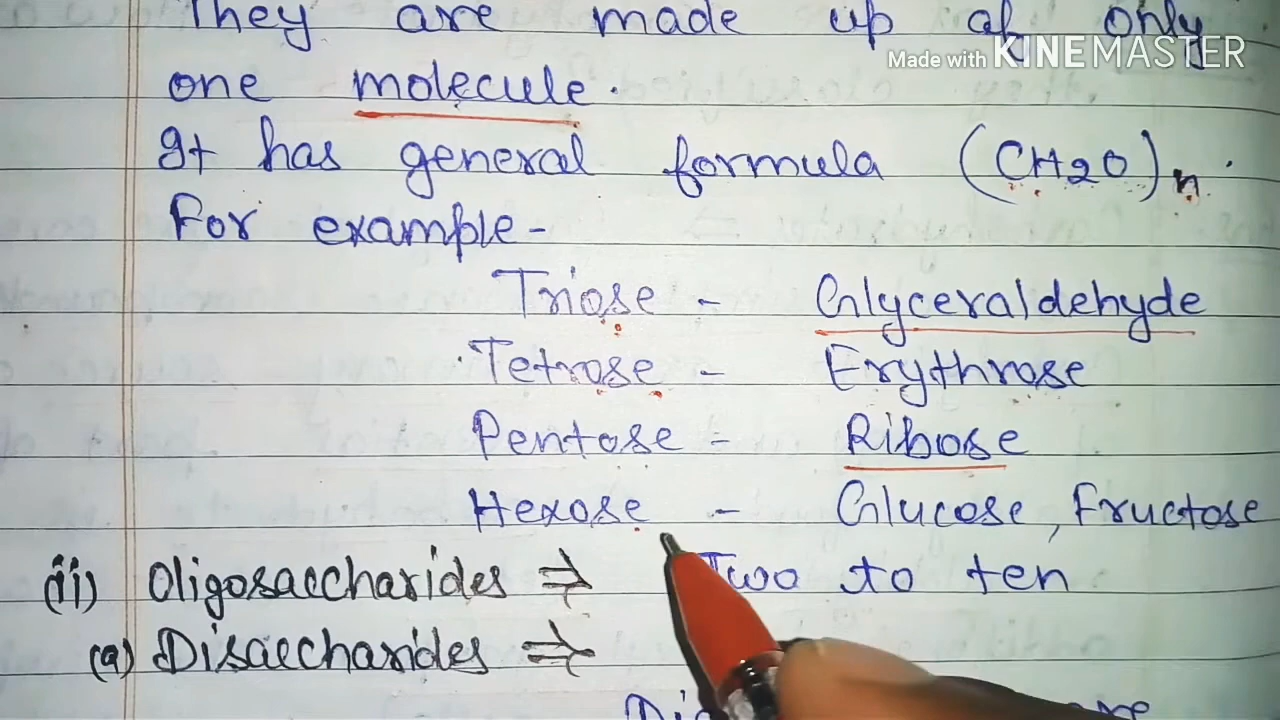 They are made up of only
Made with KINEMASTER
one molecule.
It has general formula (CH2O)n.
For example-
Triose - Glyceraldehyde
Tetrose - Erythrose
Pentose - Ribose
Hexose - Glucose, Fructose
(ii) Oligosaccharides ⇒ Two to ten
(a) Disaccharides ⇒